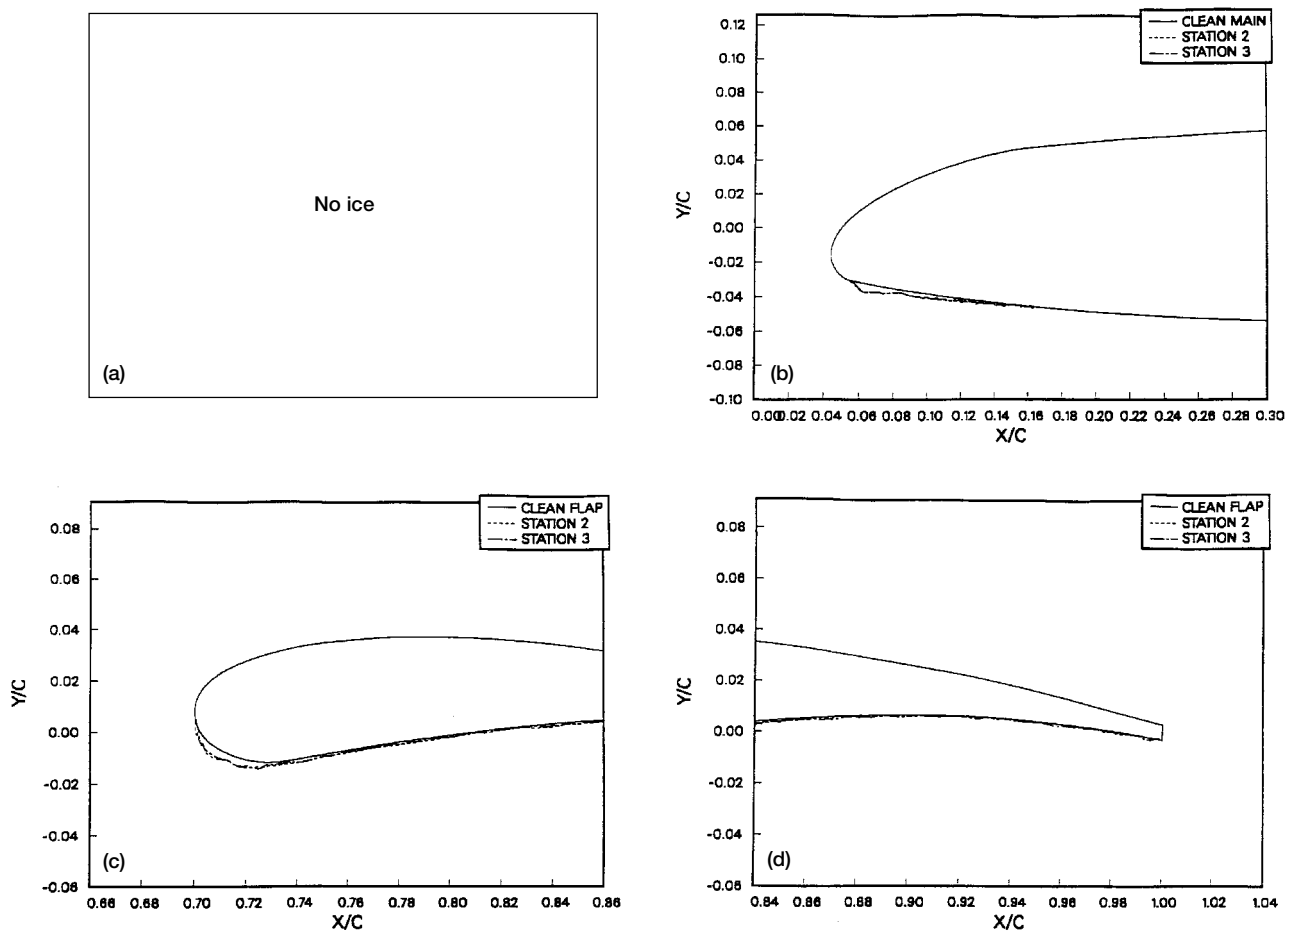 No ice
(a)
CLEAN MAIN
STATION 2
STATION 3
0.12
0.10
0.08
0.06
0.04
0.02
0.00
-0.02
-0.04
-0.06
-0.08
-0.10
Y/C
(b)
0.00 0.02 0.04 0.06 0.08 0.10 0.12 0.14 0.16 0.18 0.20 0.22 0.24 0.26 0.28 0.30
X/C
CLEAN FLAP
STATION 2
STATION 3
0.08
0.06
0.04
0.02
0.00
-0.02
-0.04
-0.06
Y/C
(c)
0.66 0.68 0.70 0.72 0.74 0.76 0.78 0.80 0.82 0.84 0.86
X/C
CLEAN FLAP
STATION 2
STATION 3
0.08
0.06
0.04
0.02
0.00
-0.02
-0.04
-0.06
Y/C
(d)
0.84 0.86 0.88 0.90 0.92 0.94 0.96 0.98 1.00 1.02 1.04
X/C